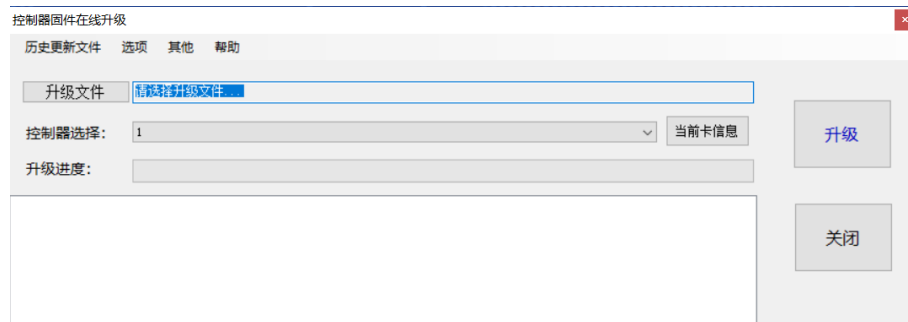 控制器固件在线升级
历史更新文件 选项 其他 帮助
升级文件 请选择升级文件...
控制器选择: 1 当前卡信息
升级
升级进度:
关闭